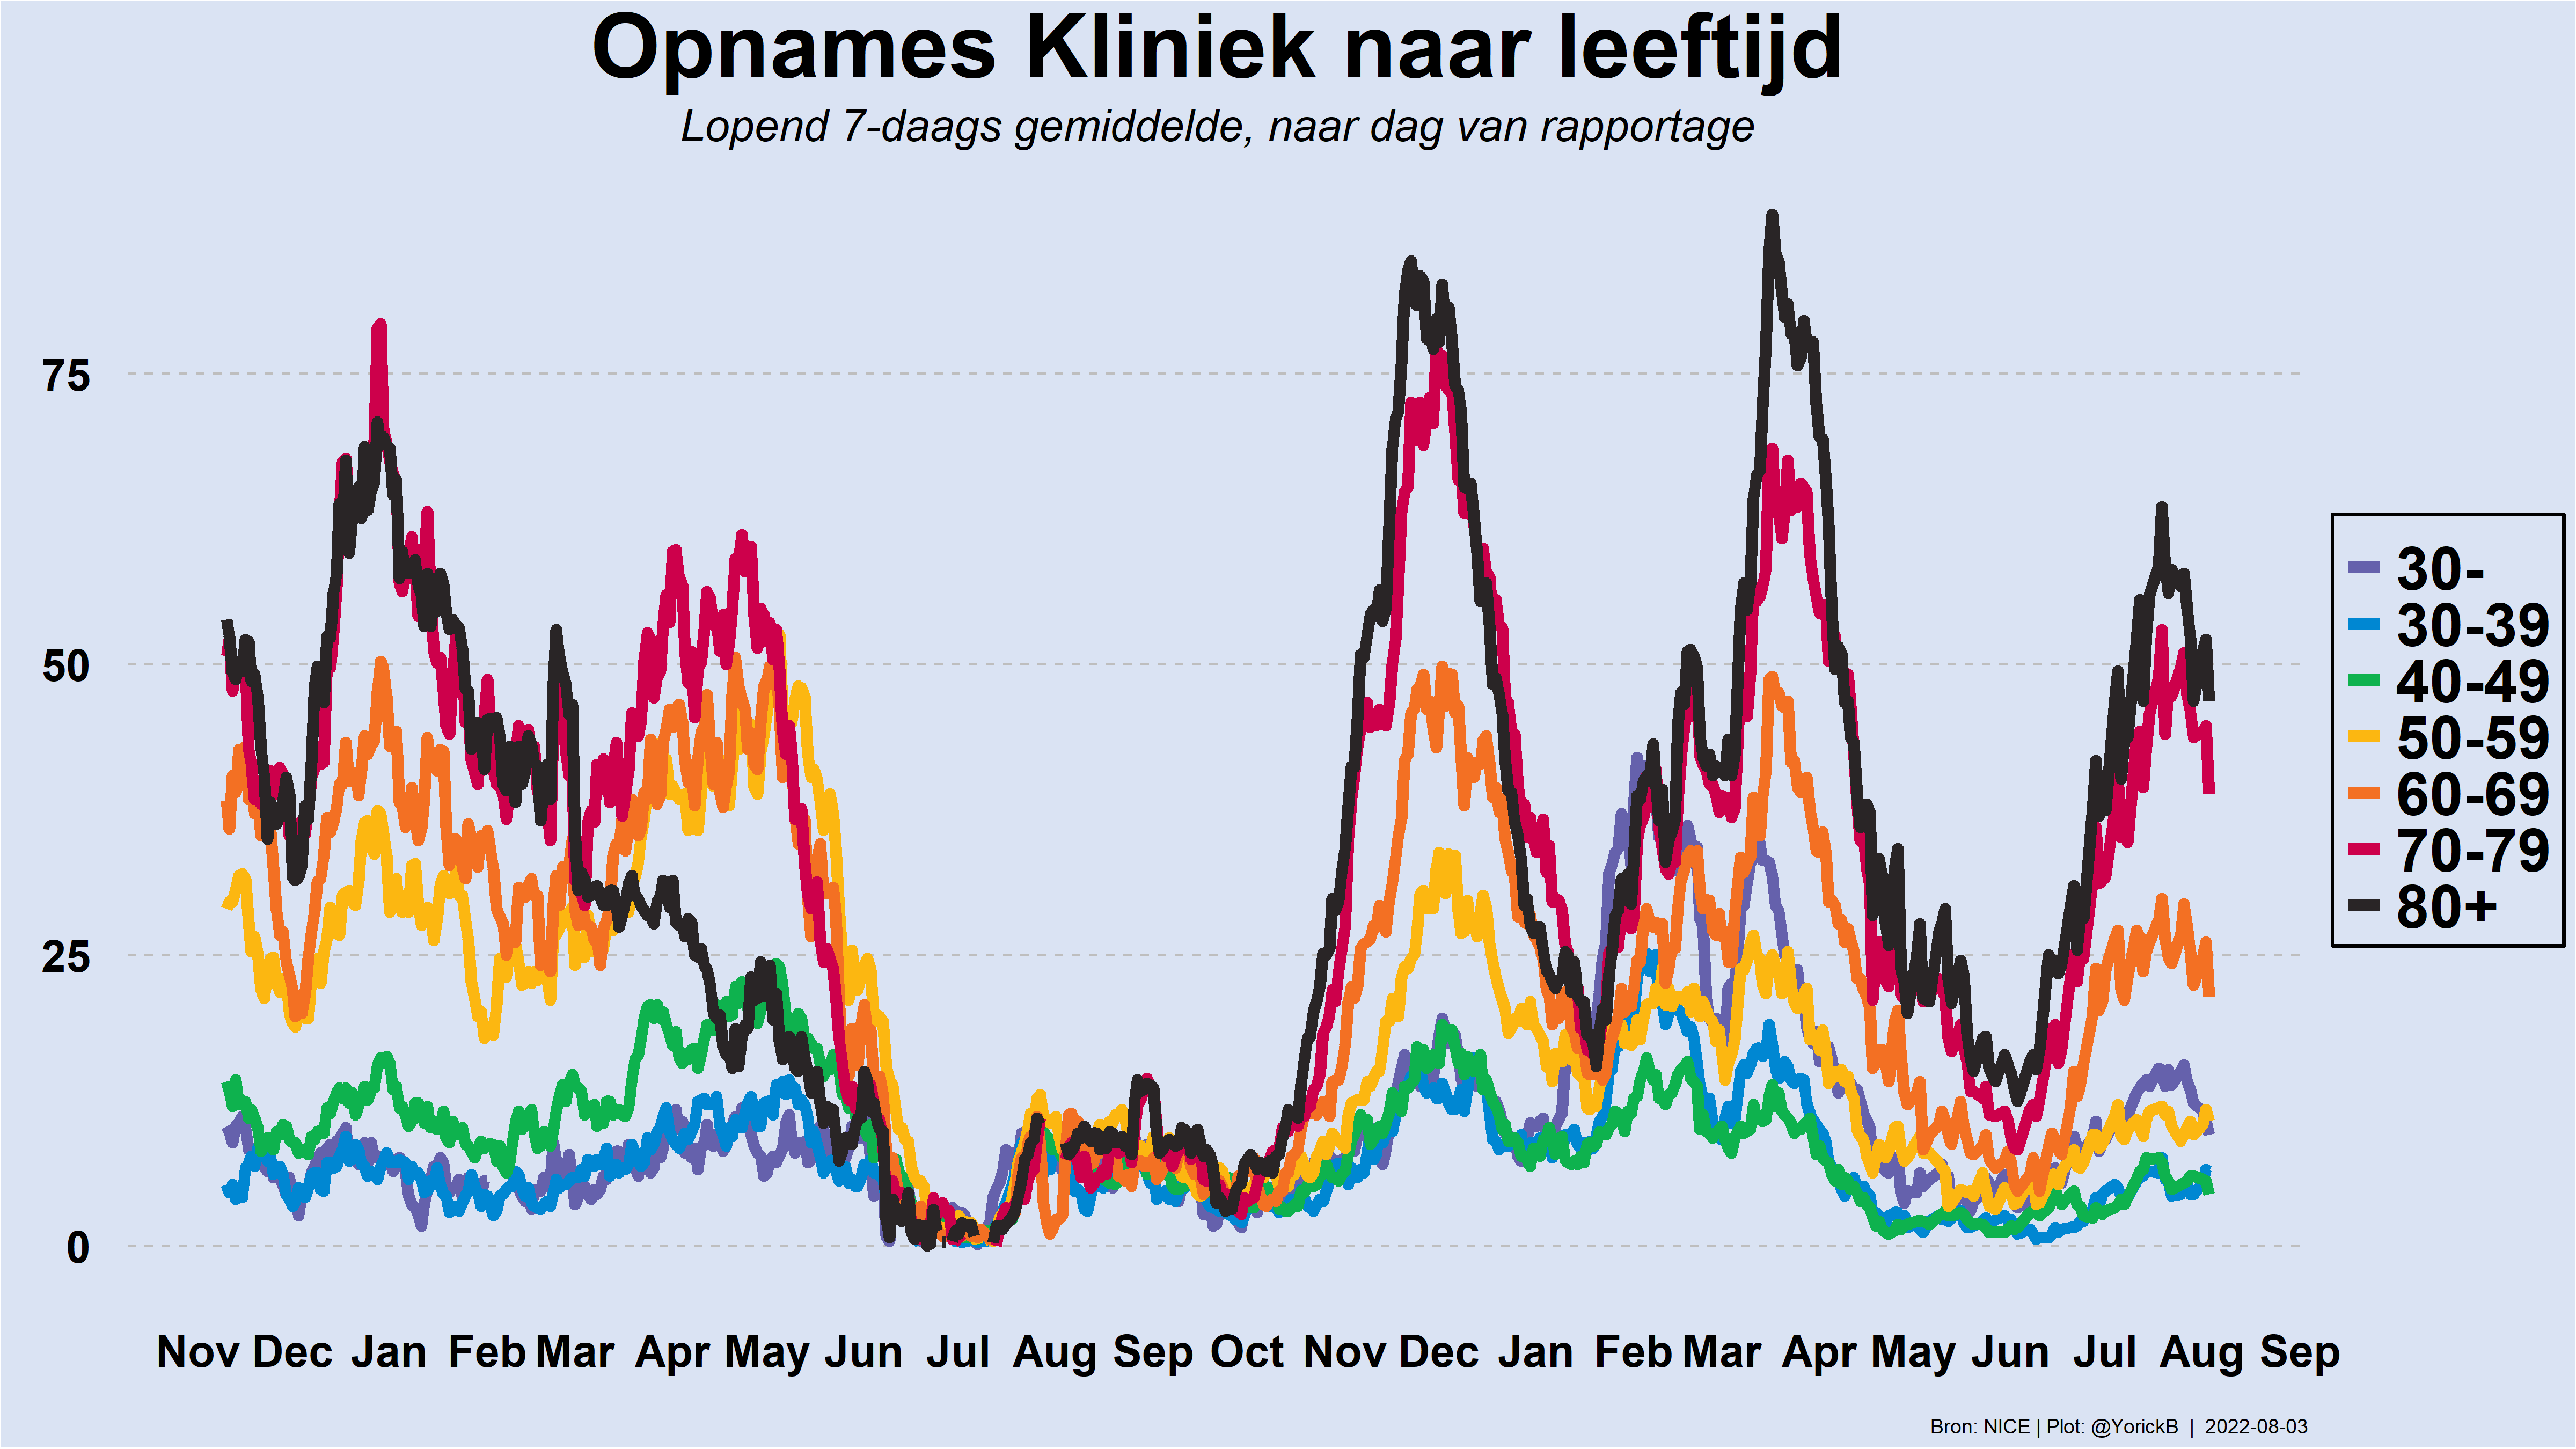 Opnames Kliniek naar leeftijd
Lopend 7-daags gemiddelde, naar dag van rapportage
75
50
25
0
30-
30-39
40-49
50-59
60-69
70-79
80+
Nov Dec Jan Feb Mar Apr May Jun Jul Aug Sep Oct Nov Dec Jan Feb Mar Apr May Jun Jul Aug Sep
Bron: NICE | Plot: @YorickB | 2022-08-03